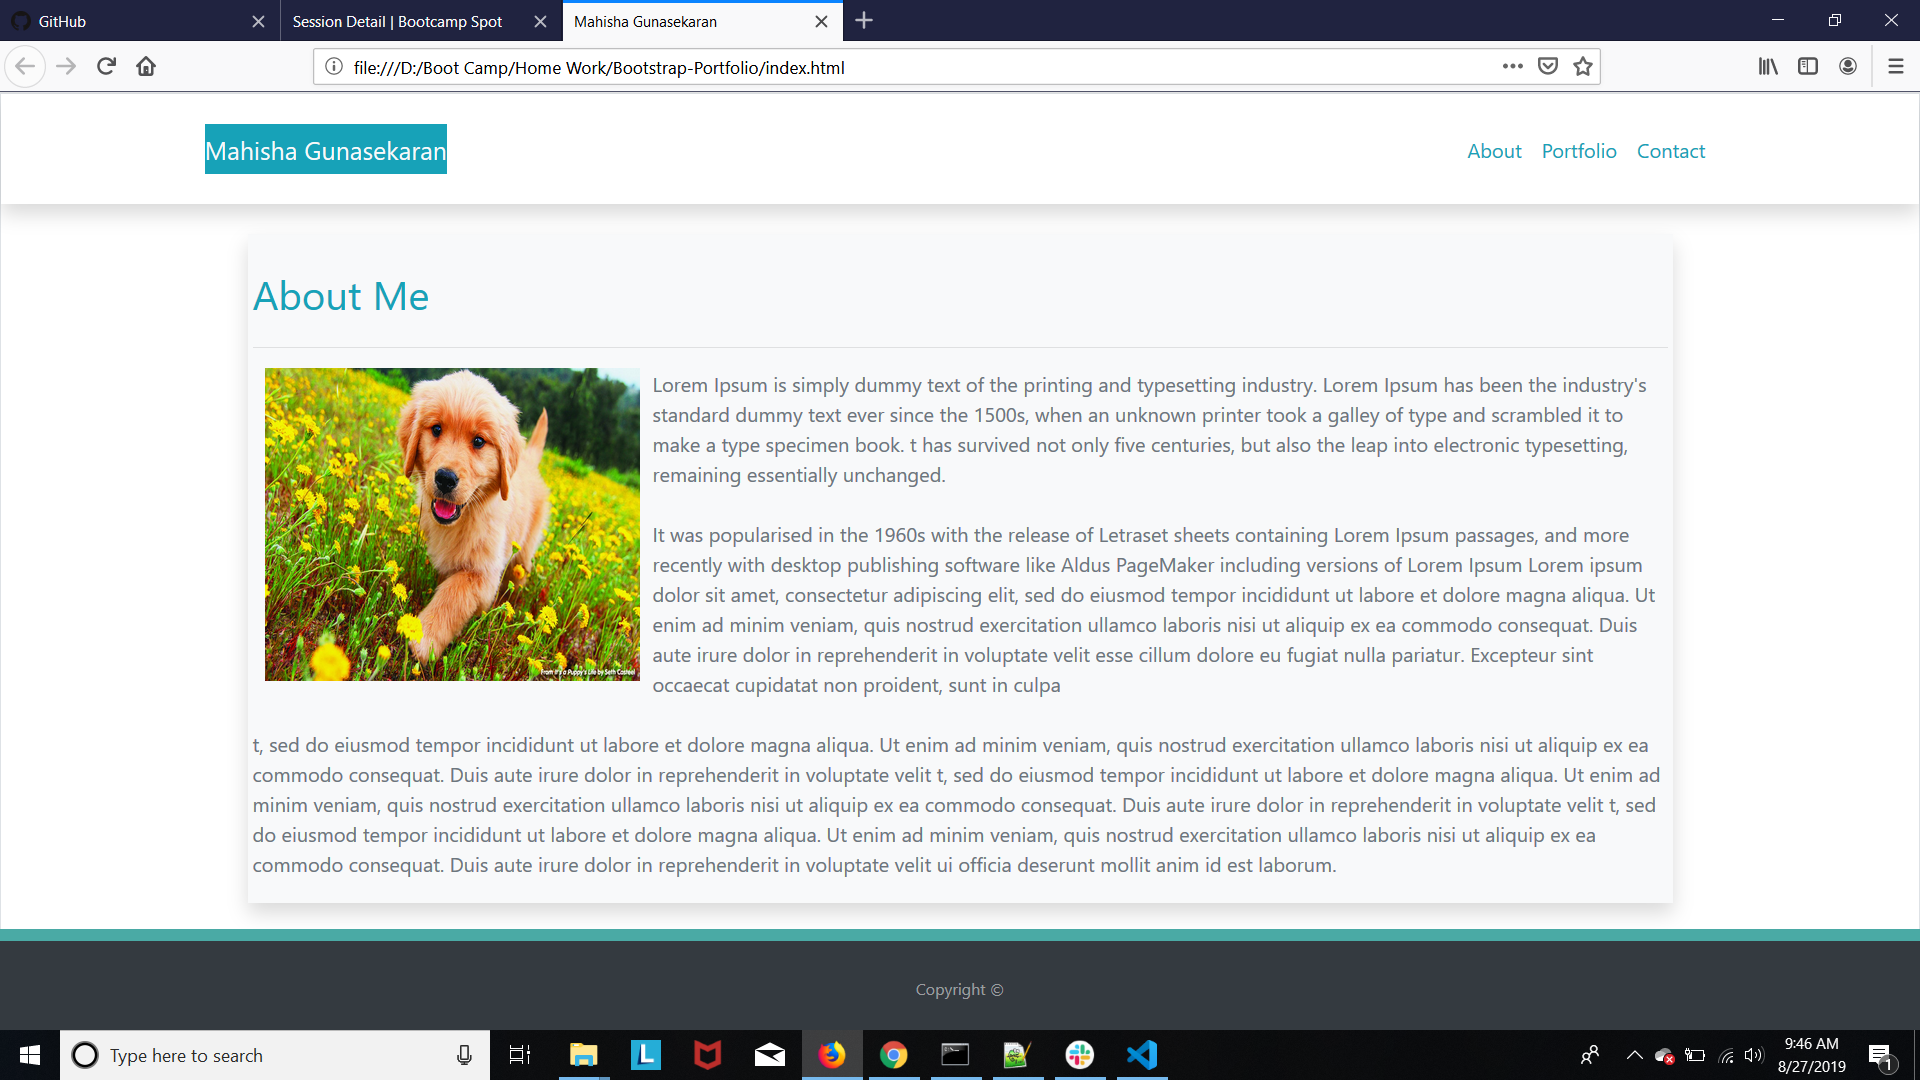 GitHub
Session Detail | Bootcamp Spot
Mahisha Gunasekaran
file:///D:/Boot Camp/Home Work/Bootstrap-Portfolio/index.html
Mahisha Gunasekaran
About
Portfolio
Contact
About Me
Lorem Ipsum is simply dummy text of the printing and typesetting industry. Lorem Ipsum has been the industry's
standard dummy text ever since the 1500s, when an unknown printer took a galley of type and scrambled it to
make a type specimen book. t has survived not only five centuries, but also the leap into electronic typesetting,
remaining essentially unchanged.
It was popularised in the 1960s with the release of Letraset sheets containing Lorem Ipsum passages, and more
recently with desktop publishing software like Aldus PageMaker including versions of Lorem Ipsum Lorem ipsum
dolor sit amet, consectetur adipiscing elit, sed do eiusmod tempor incididunt ut labore et dolore magna aliqua. Ut
enim ad minim veniam, quis nostrud exercitation ullamco laboris nisi ut aliquip ex ea commodo consequat. Duis
aute irure dolor in reprehenderit in voluptate velit esse cillum dolore eu fugiat nulla pariatur. Excepteur sint
occaecat cupidatat non proident, sunt in culpa
From It's a Puppy's Life by Seth Casteel
t, sed do eiusmod tempor incididunt ut labore et dolore magna aliqua. Ut enim ad minim veniam, quis nostrud exercitation ullamco laboris nisi ut aliquip ex ea
commodo consequat. Duis aute irure dolor in reprehenderit in voluptate velit t, sed do eiusmod tempor incididunt ut labore et dolore magna aliqua. Ut enim ad
minim veniam, quis nostrud exercitation ullamco laboris nisi ut aliquip ex ea commodo consequat. Duis aute irure dolor in reprehenderit in voluptate velit t, sed
do eiusmod tempor incididunt ut labore et dolore magna aliqua. Ut enim ad minim veniam, quis nostrud exercitation ullamco laboris nisi ut aliquip ex ea
commodo consequat. Duis aute irure dolor in reprehenderit in voluptate velit ui officia deserunt mollit anim id est laborum.
Copyright ©
Type here to search
L
9:46 AM
8/27/2019
1